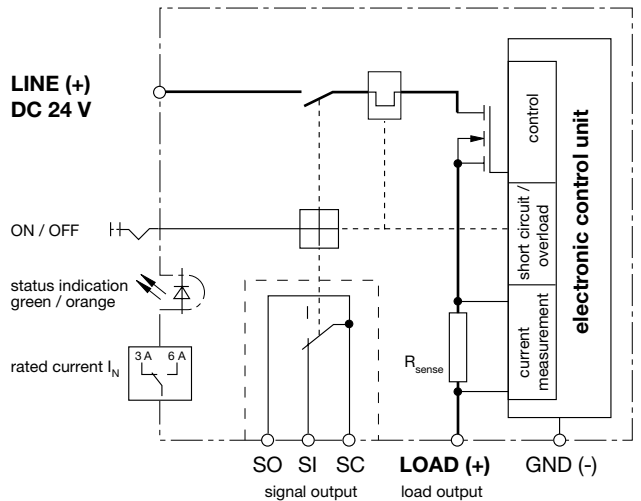 LINE (+)
DC 24 V
ON / OFF
status indication
green / orange
rated current I_N
3 A 6 A
control
short circuit /
overload
current
measurement
electronic control unit
R_sense
SO SI SC LOAD (+) GND (-)
signal output load output